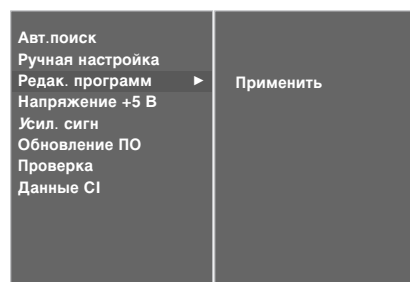 Авт.поиск
Ручная настройка
Редак. программ ►
Применить
Напряжение +5 В
Усил. сигн
Обновление ПО
Проверка
Данные CI